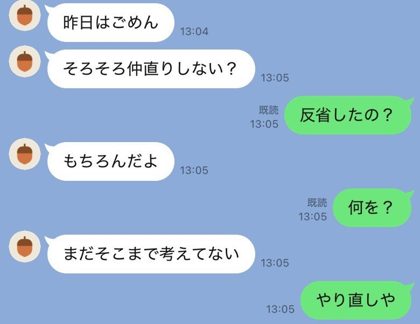 昨日はごめん
13:04
そろそろ仲直りしない？
13:05
既読
13:05
反省したの？
もちろんだよ
13:05
既読
13:05
何を？
まだそこまで考えてない
13:05
13:05
やり直しや